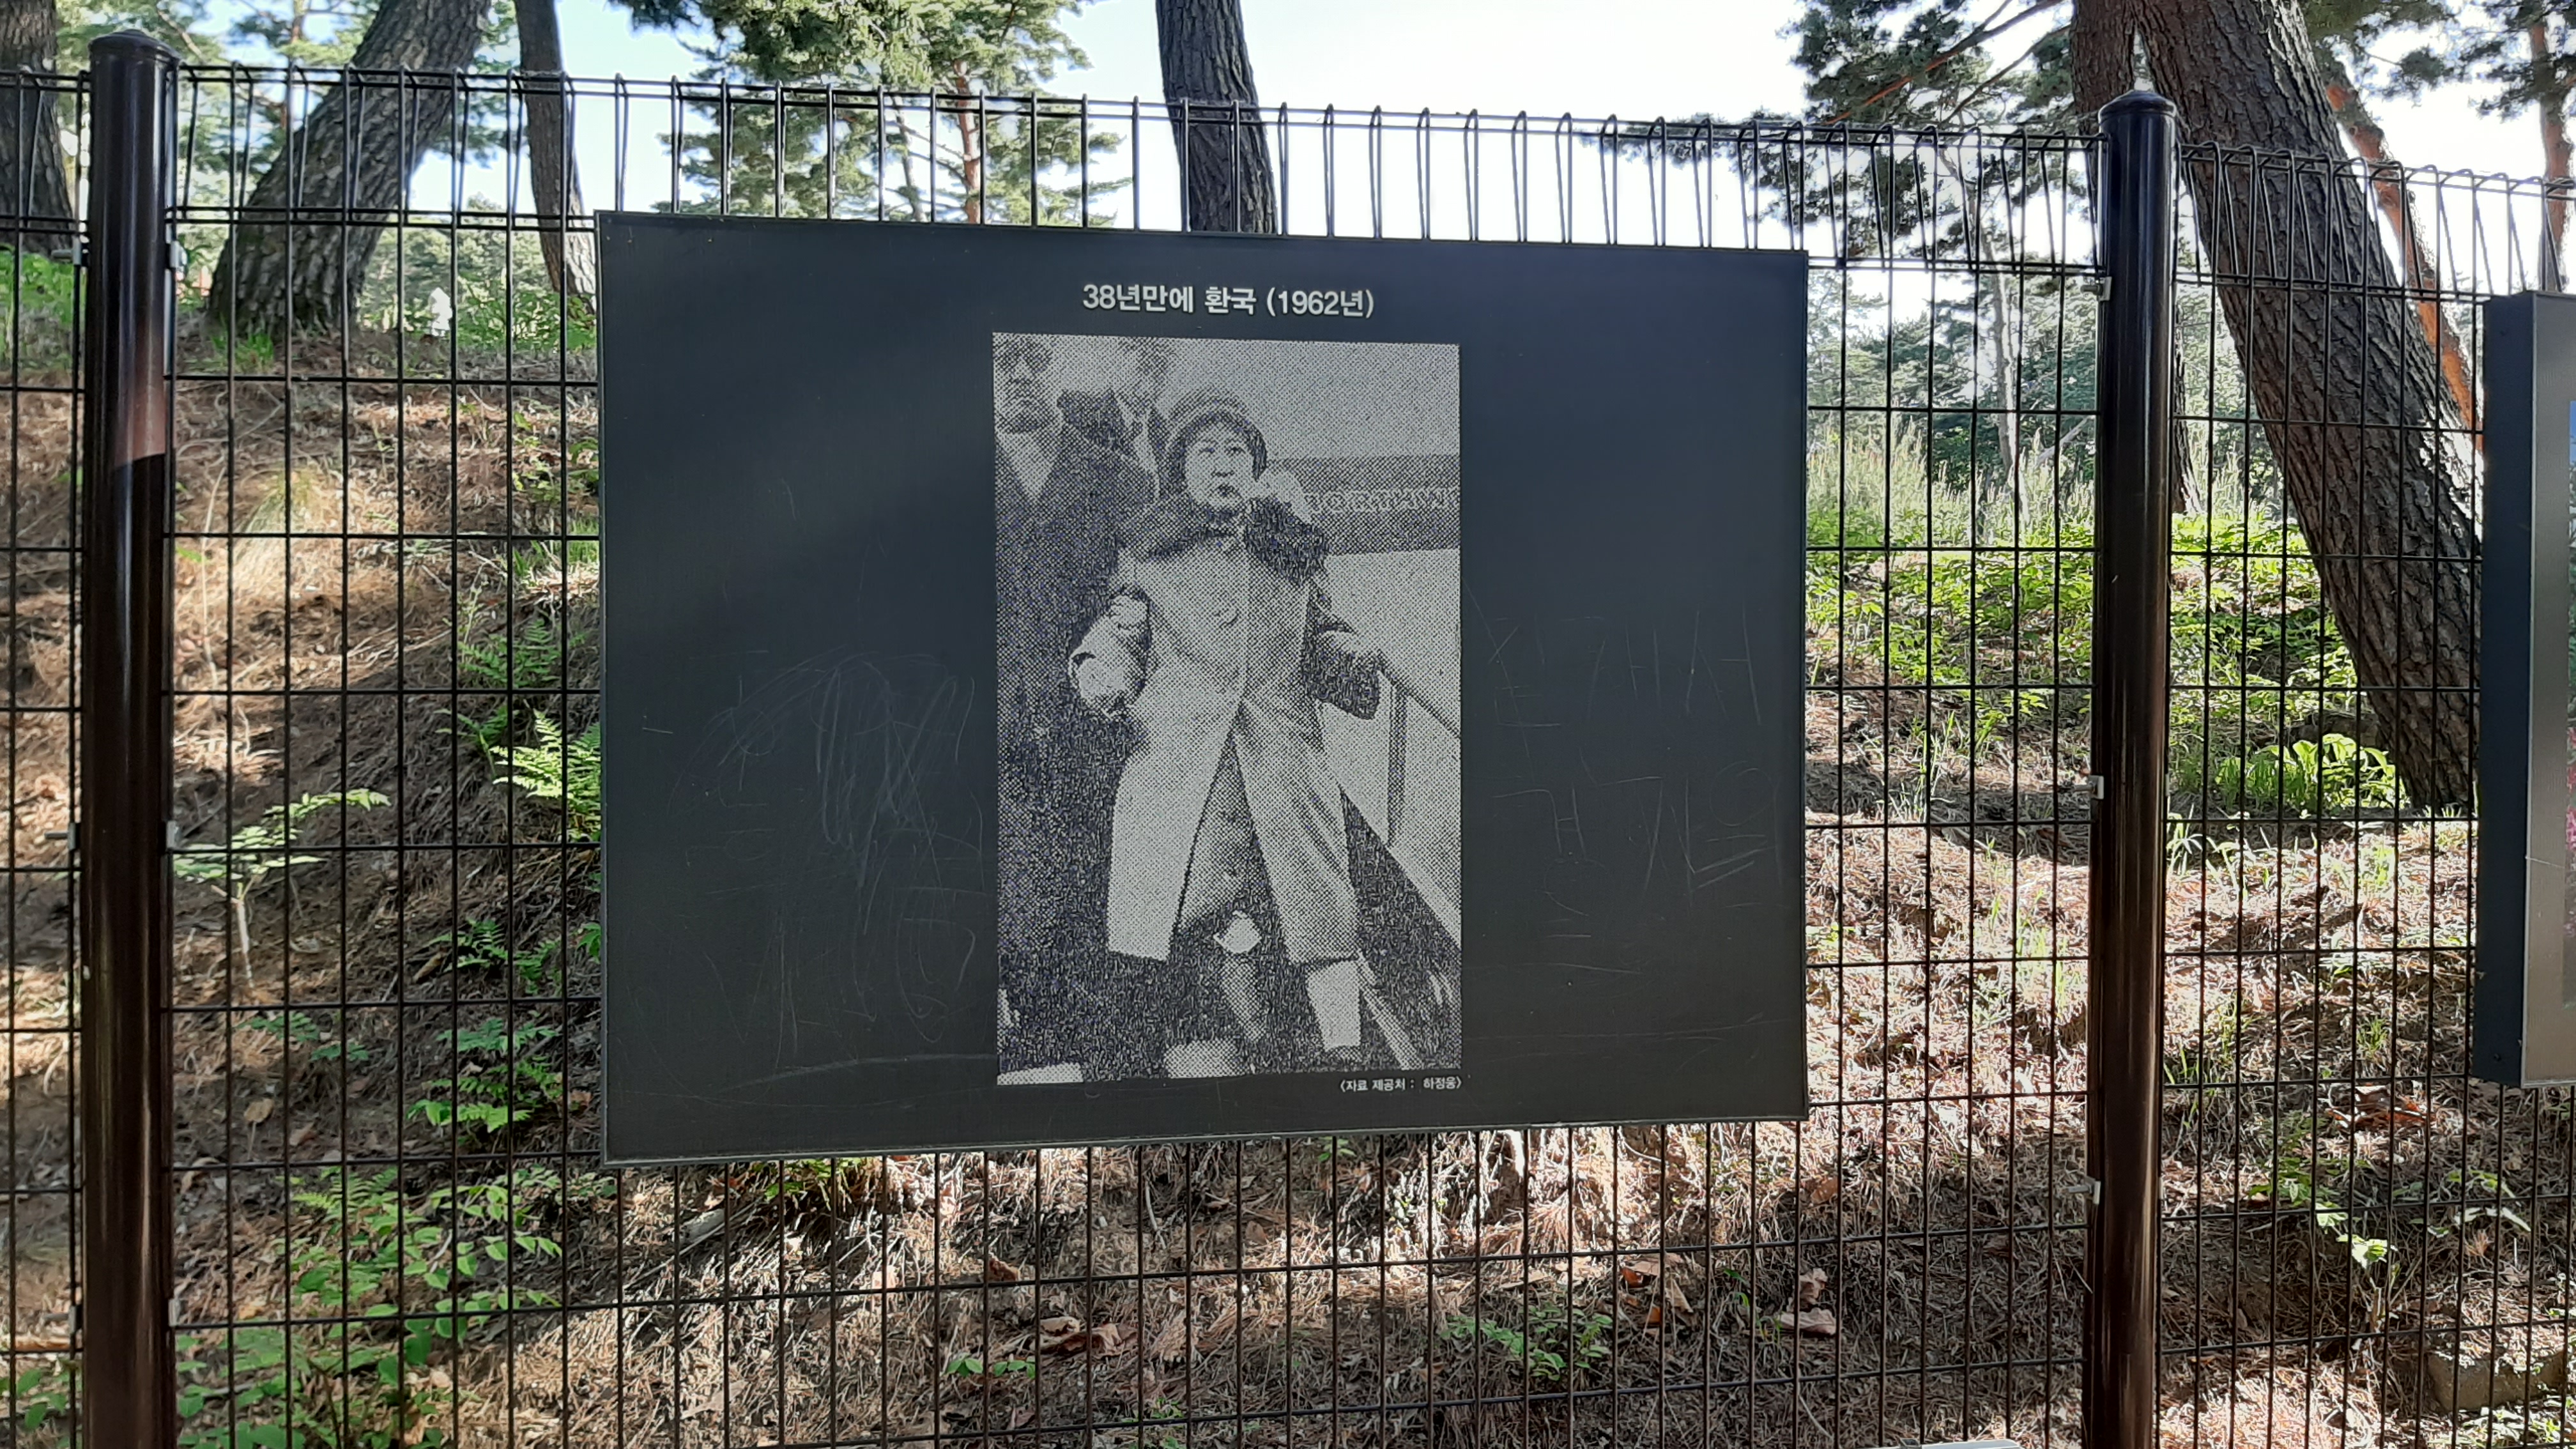 38년만에 환국 (1962년)
〈자료 제공처 : 하정웅〉